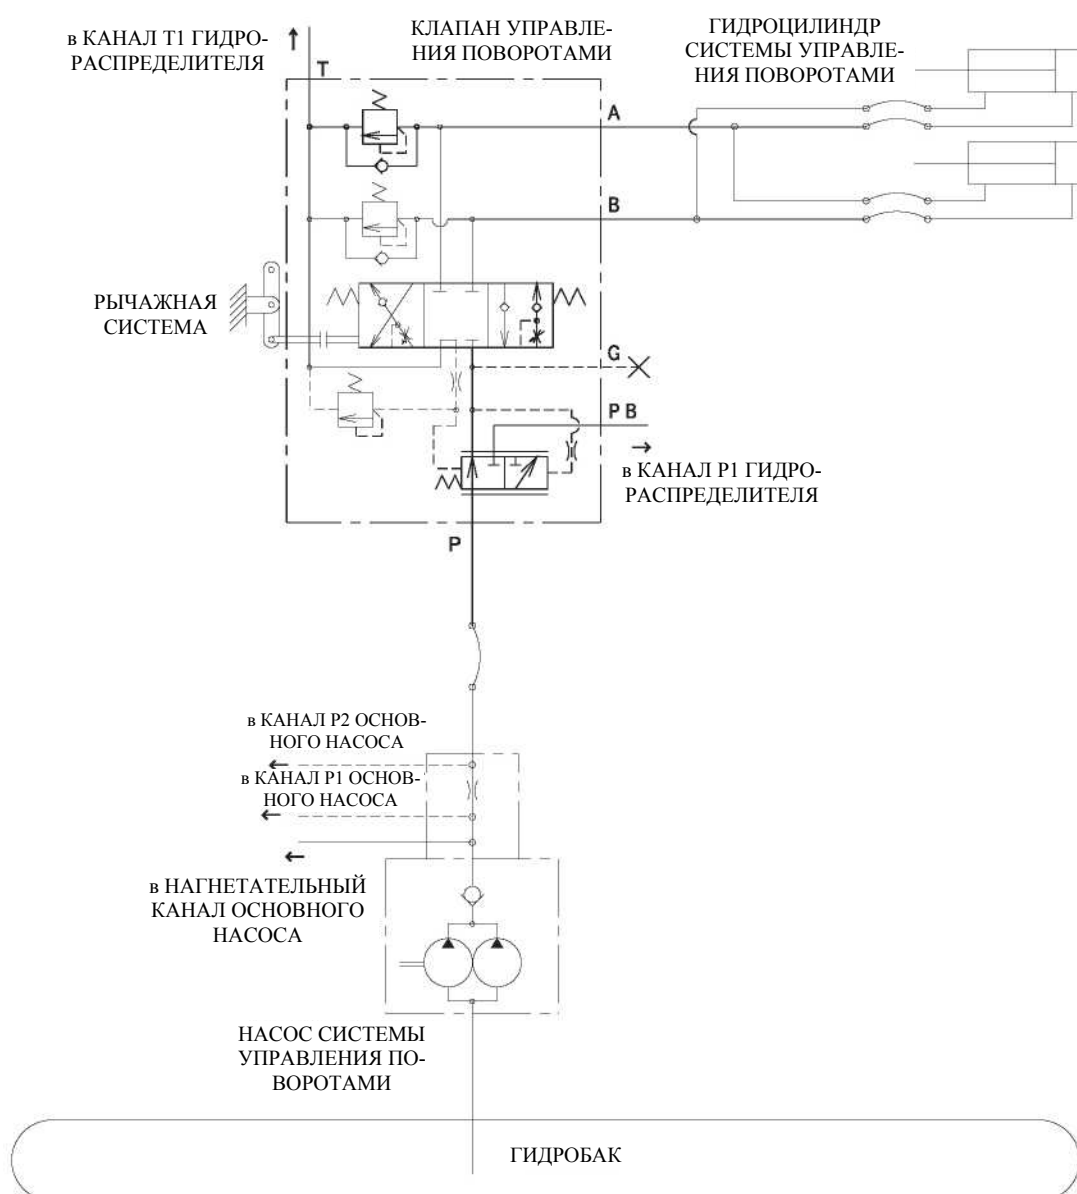 в КАНАЛ Т1 ГИДРО-
РАСПРЕДЕЛИТЕЛЯ
КЛАПАН УПРАВЛЕ-
НИЯ ПОВОРОТАМИ
ГИДРОЦИЛИНДР
СИСТЕМЫ УПРАВЛЕ-
НИЯ ПОВОРОТАМИ
T
A
B
РЫЧАЖНАЯ
СИСТЕМА
G
P B
в КАНАЛ Р1 ГИДРО-
РАСПРЕДЕЛИТЕЛЯ
P
в КАНАЛ Р2 ОСНОВ-
НОГО НАСОСА
в КАНАЛ Р1 ОСНОВ-
НОГО НАСОСА
в НАГНЕТАТЕЛЬНЫЙ
КАНАЛ ОСНОВНОГО
НАСОСА
НАСОС СИСТЕМЫ
УПРАВЛЕНИЯ ПО-
ВОРОТАМИ
ГИДРОБАК